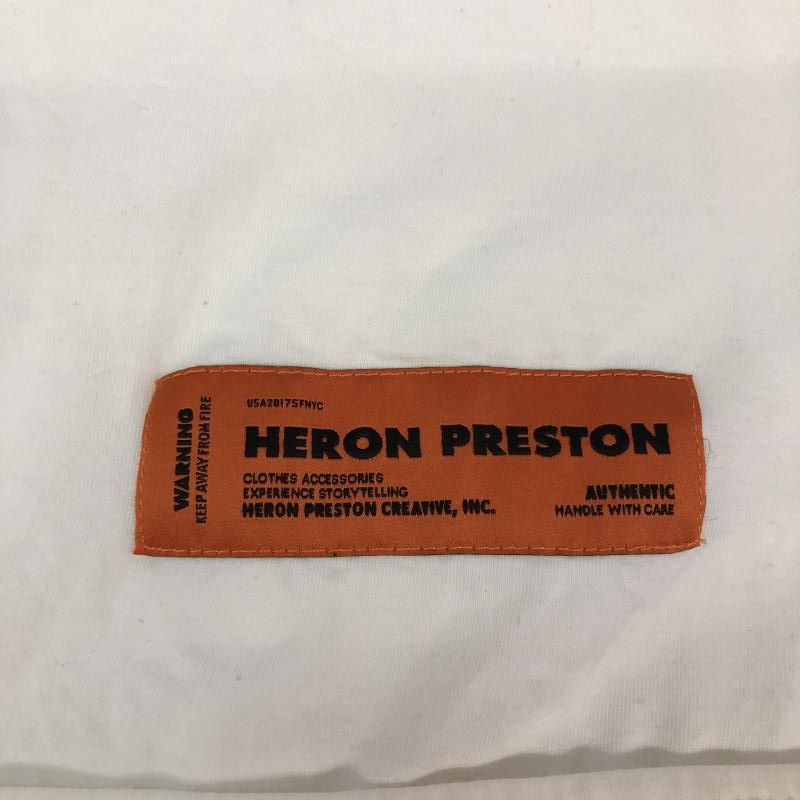 WARNING
KEEP AWAY FROM FIRE
USA2017SFNYC
HERON PRESTON
CLOTHES ACCESSORIES
EXPERIENCE STORYTELLING
HERON PRESTON CREATIVE, INC.
AUTHENTIC
HANDLE WITH CARE